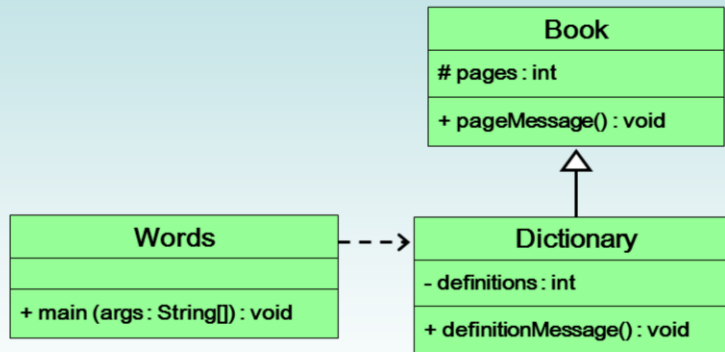 Book
# pages : int
+ pageMessage() : void
Words
+ main (args : String[]) : void
Dictionary
- definitions : int
+ definitionMessage() : void